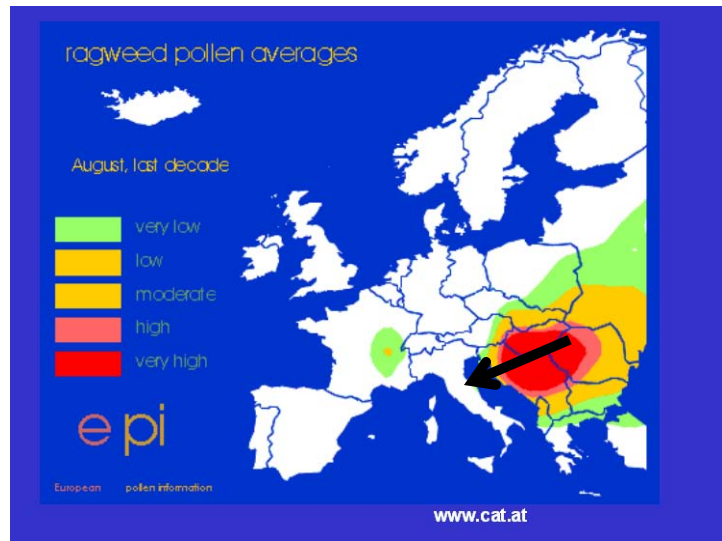 ragweed pollen averages
August, last decade
very low
low
moderate
high
very high
e pi
European pollen information
www.cat.at